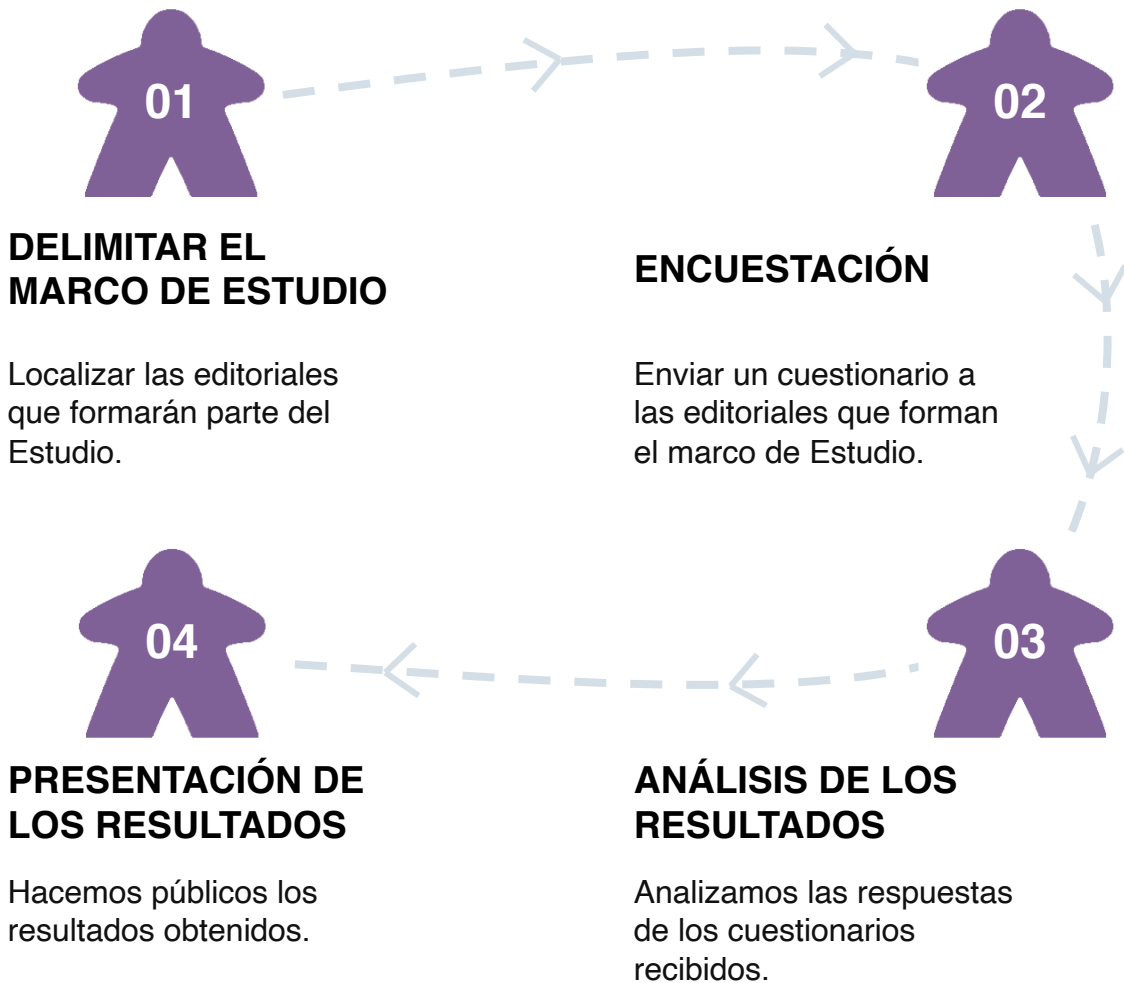 01
DELIMITAR EL
MARCO DE ESTUDIO
Localizar las editoriales
que formarán parte del
Estudio.
02
ENCUESTACIÓN
Enviar un cuestionario a
las editoriales que forman
el marco de Estudio.
03
ANÁLISIS DE LOS
RESULTADOS
Analizamos las respuestas
de los cuestionarios
recibidos.
04
PRESENTACIÓN DE
LOS RESULTADOS
Hacemos públicos los
resultados obtenidos.